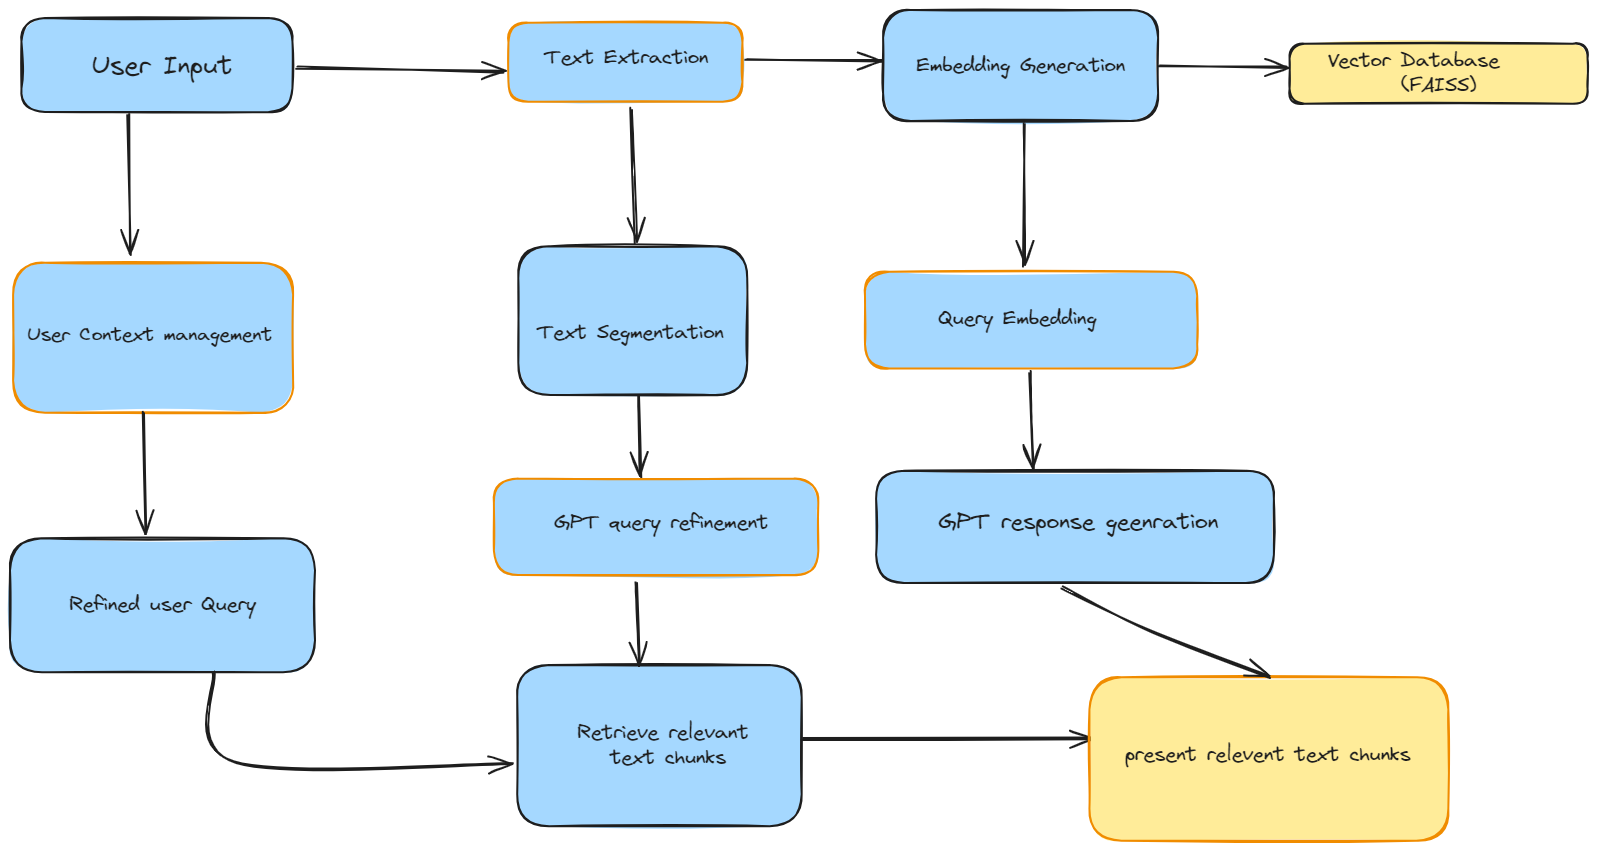 User Input
Text Extraction
Embedding Generation
Vector Database
(FAISS)
User Context management
Text Segmentation
Query Embedding
GPT query refinement
GPT response geenration
Refined user Query
Retrieve relevant
text chunks
present relevent text chunks